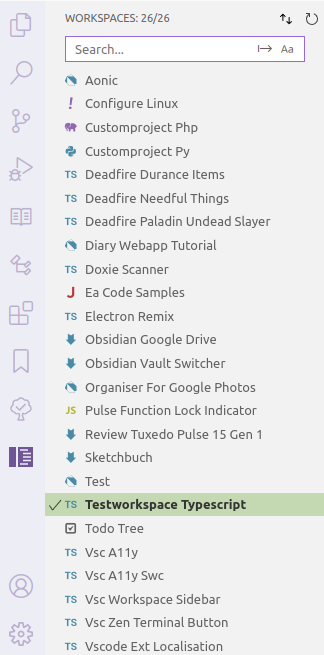 WORKSPACES: 26/26
Search...
Aa
Aonic
! Configure Linux
Customproject Php
Customproject Py
TS Deadfire Durance Items
TS Deadfire Needful Things
TS Deadfire Paladin Undead Slayer
Diary Webapp Tutorial
TS Doxie Scanner
J Ea Code Samples
TS Electron Remix
Obsidian Google Drive
Obsidian Vault Switcher
Organiser For Google Photos
JS Pulse Function Lock Indicator
Review Tuxedo Pulse 15 Gen 1
Sketchbuch
Test
TS Testworkspace Typescript
Todo Tree
TS Vsc A11y
TS Vsc A11y Swc
TS Vsc Workspace Sidebar
TS Vsc Zen Terminal Button
TS Vscode Ext Localisation